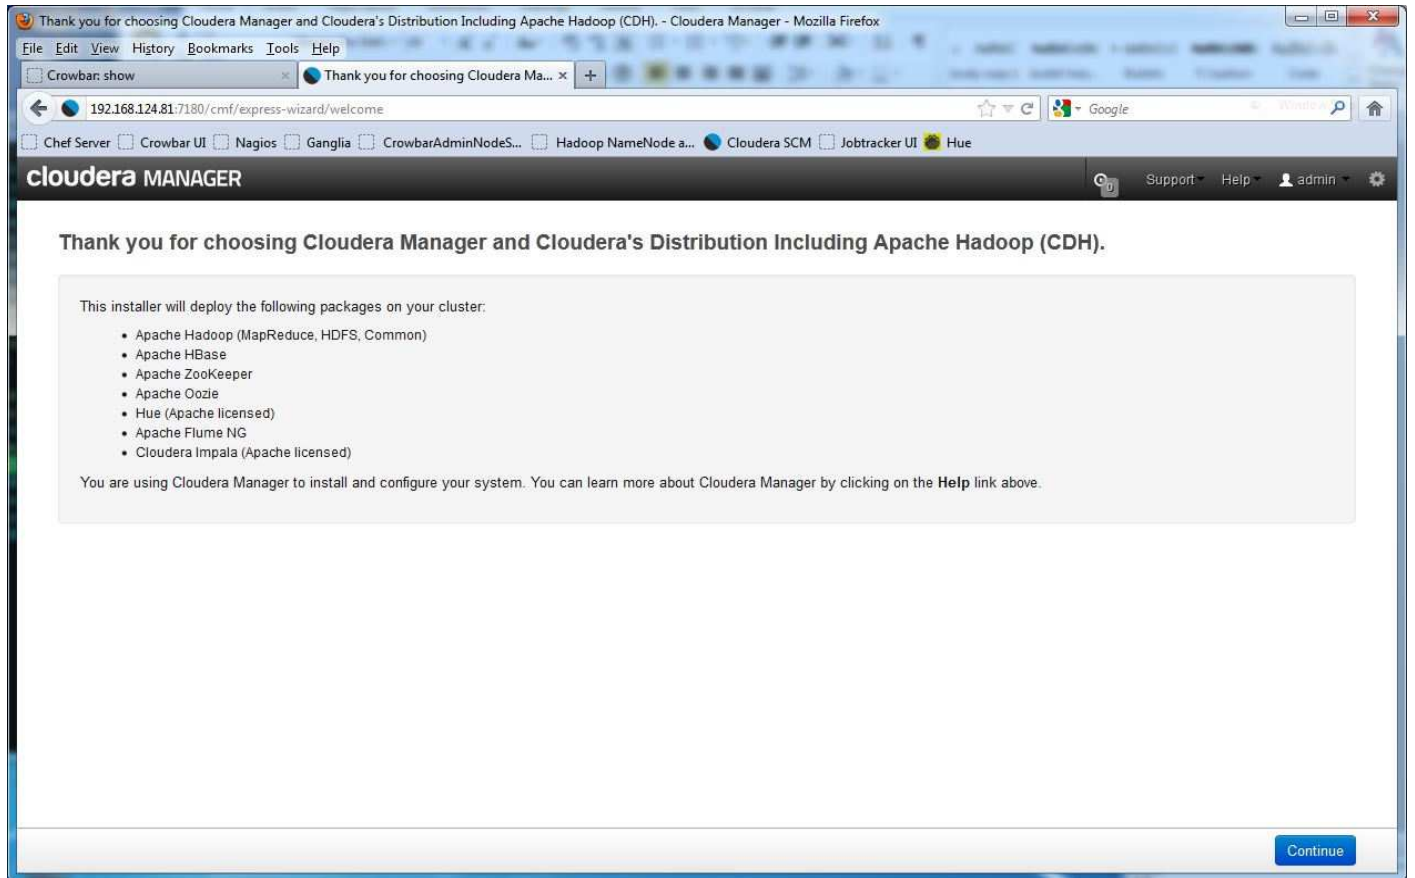 Thank you for choosing Cloudera Manager and Cloudera's Distribution Including Apache Hadoop (CDH). - Cloudera Manager - Mozilla Firefox
File Edit View History Bookmarks Tools Help
Crowbar: show × Thank you for choosing Cloudera Ma... × +
192.168.124.81:7180/cmf/express-wizard/welcome Google
Chef Server Crowbar UI Nagios Ganglia CrowbarAdminNodeS... Hadoop NameNode a... Cloudera SCM Jobtracker UI Hue
cloudera MANAGER 0 Support Help admin
Thank you for choosing Cloudera Manager and Cloudera's Distribution Including Apache Hadoop (CDH).
This installer will deploy the following packages on your cluster:
• Apache Hadoop (MapReduce, HDFS, Common)
• Apache HBase
• Apache ZooKeeper
• Apache Oozie
• Hue (Apache licensed)
• Apache Flume NG
• Cloudera Impala (Apache licensed)
You are using Cloudera Manager to install and configure your system. You can learn more about Cloudera Manager by clicking on the Help link above.
Continue